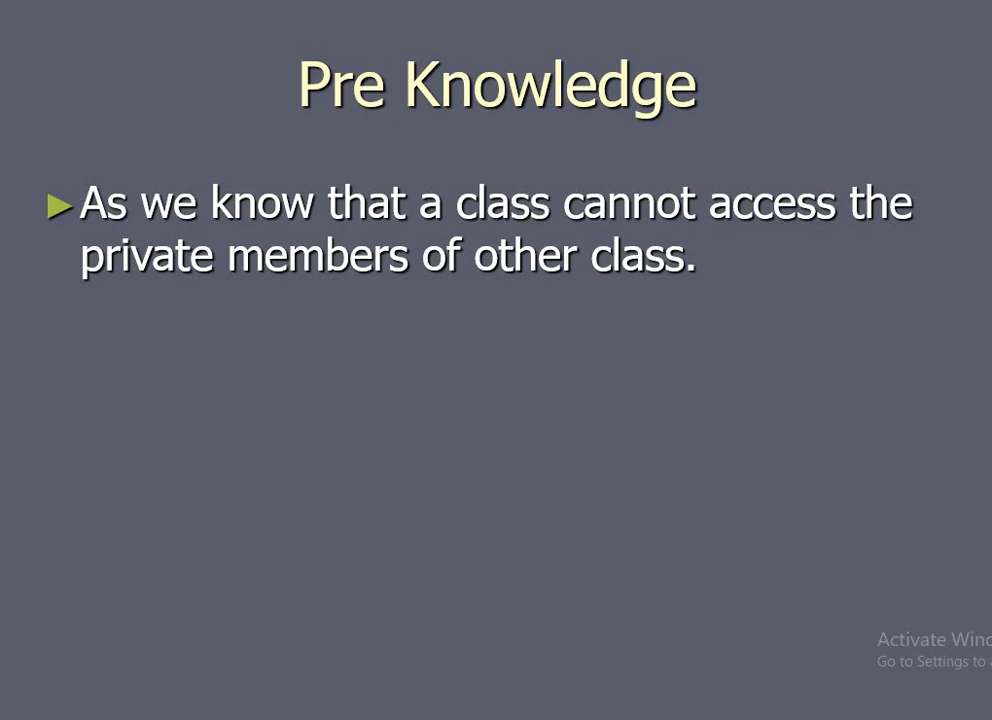 Pre Knowledge
►As we know that a class cannot access the
private members of other class.
Activate
Go to Settings to